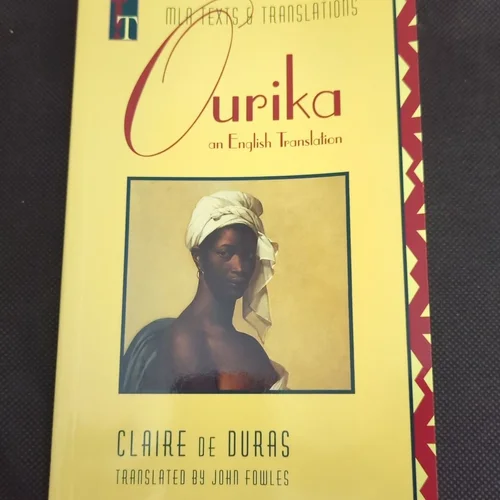 T T
MLA TEXTS & TRANSLATIONS
Ourika
an English Translation
CLAIRE DE DURAS
TRANSLATED BY JOHN FOWLES